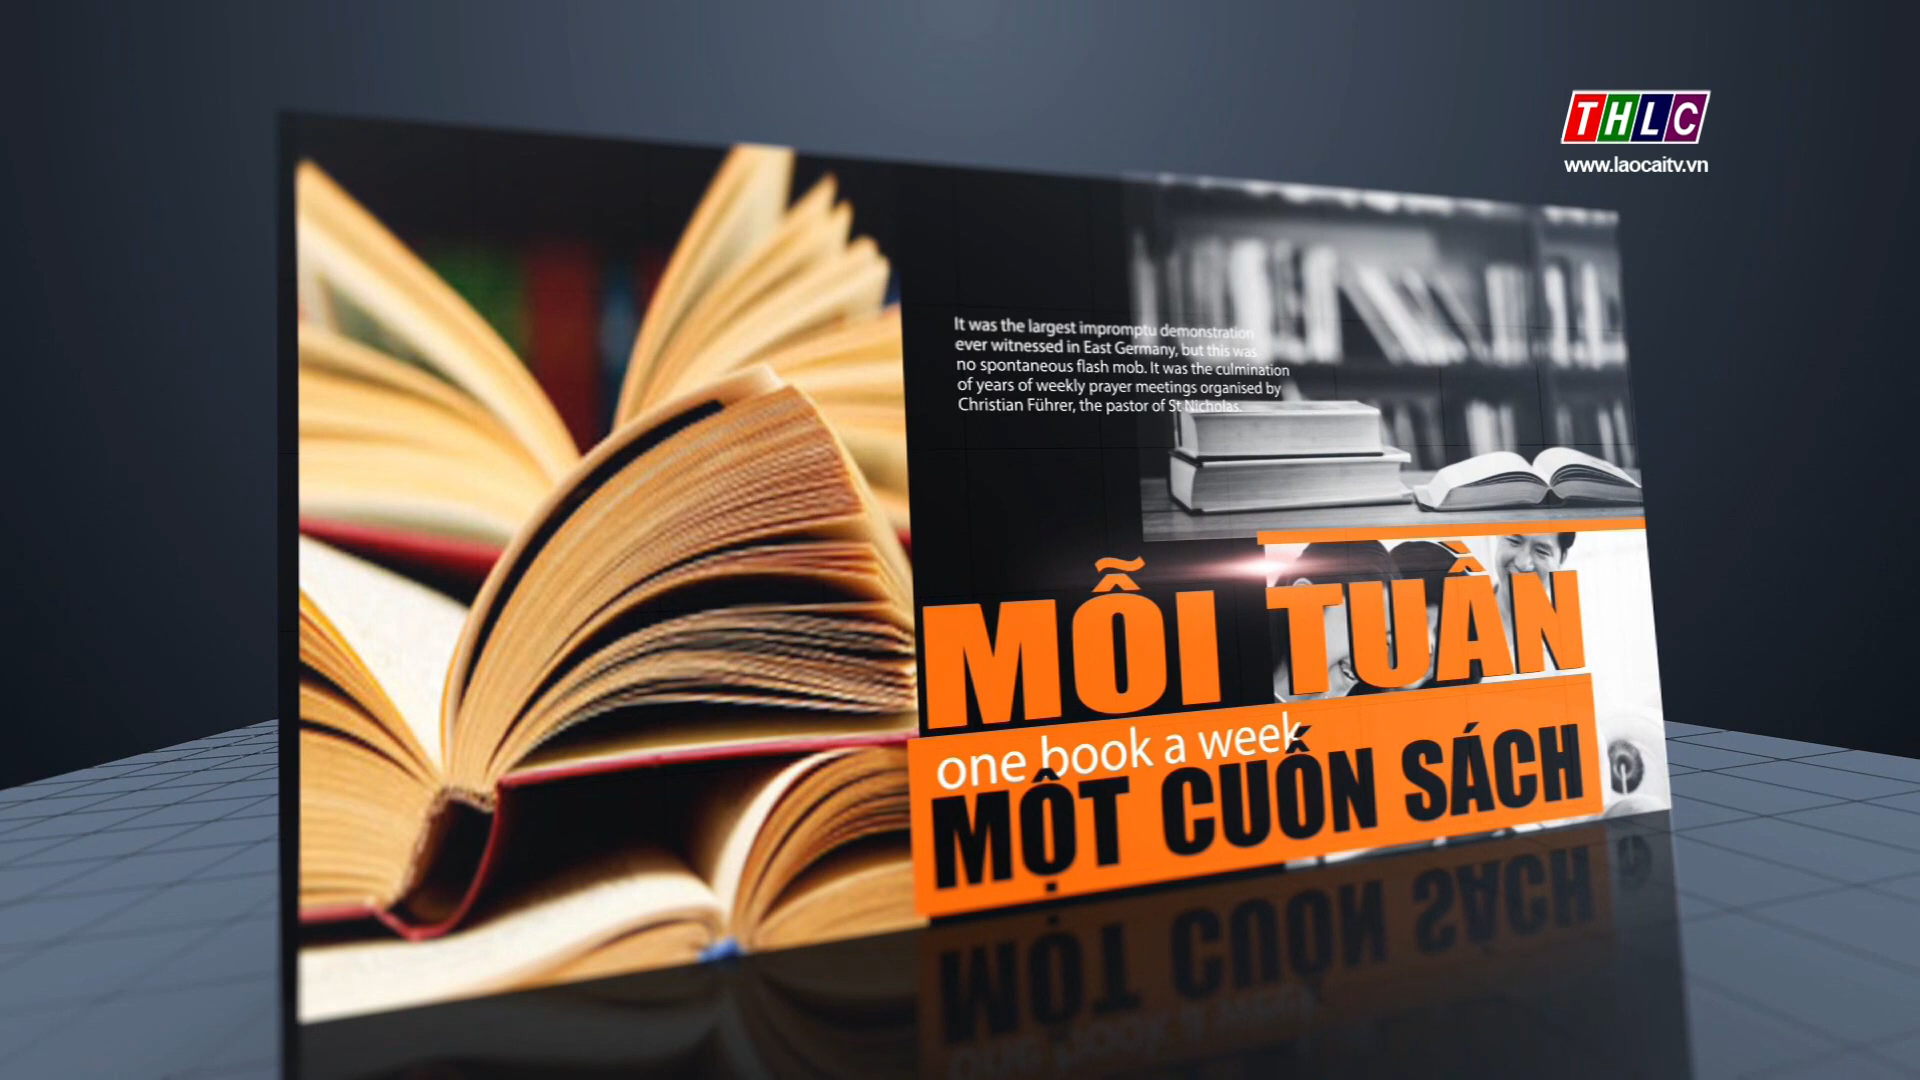 THLC
www.laocaitv.vn
It was the largest impromptu demonstration
ever witnessed in East Germany, but this was
no spontaneous flash mob. It was the culmination
of years of weekly prayer meetings organised by
Christian Führer, the pastor of St Nicholas.
MỖI TUẦN
one book a week
MỘT CUỐN SÁCH